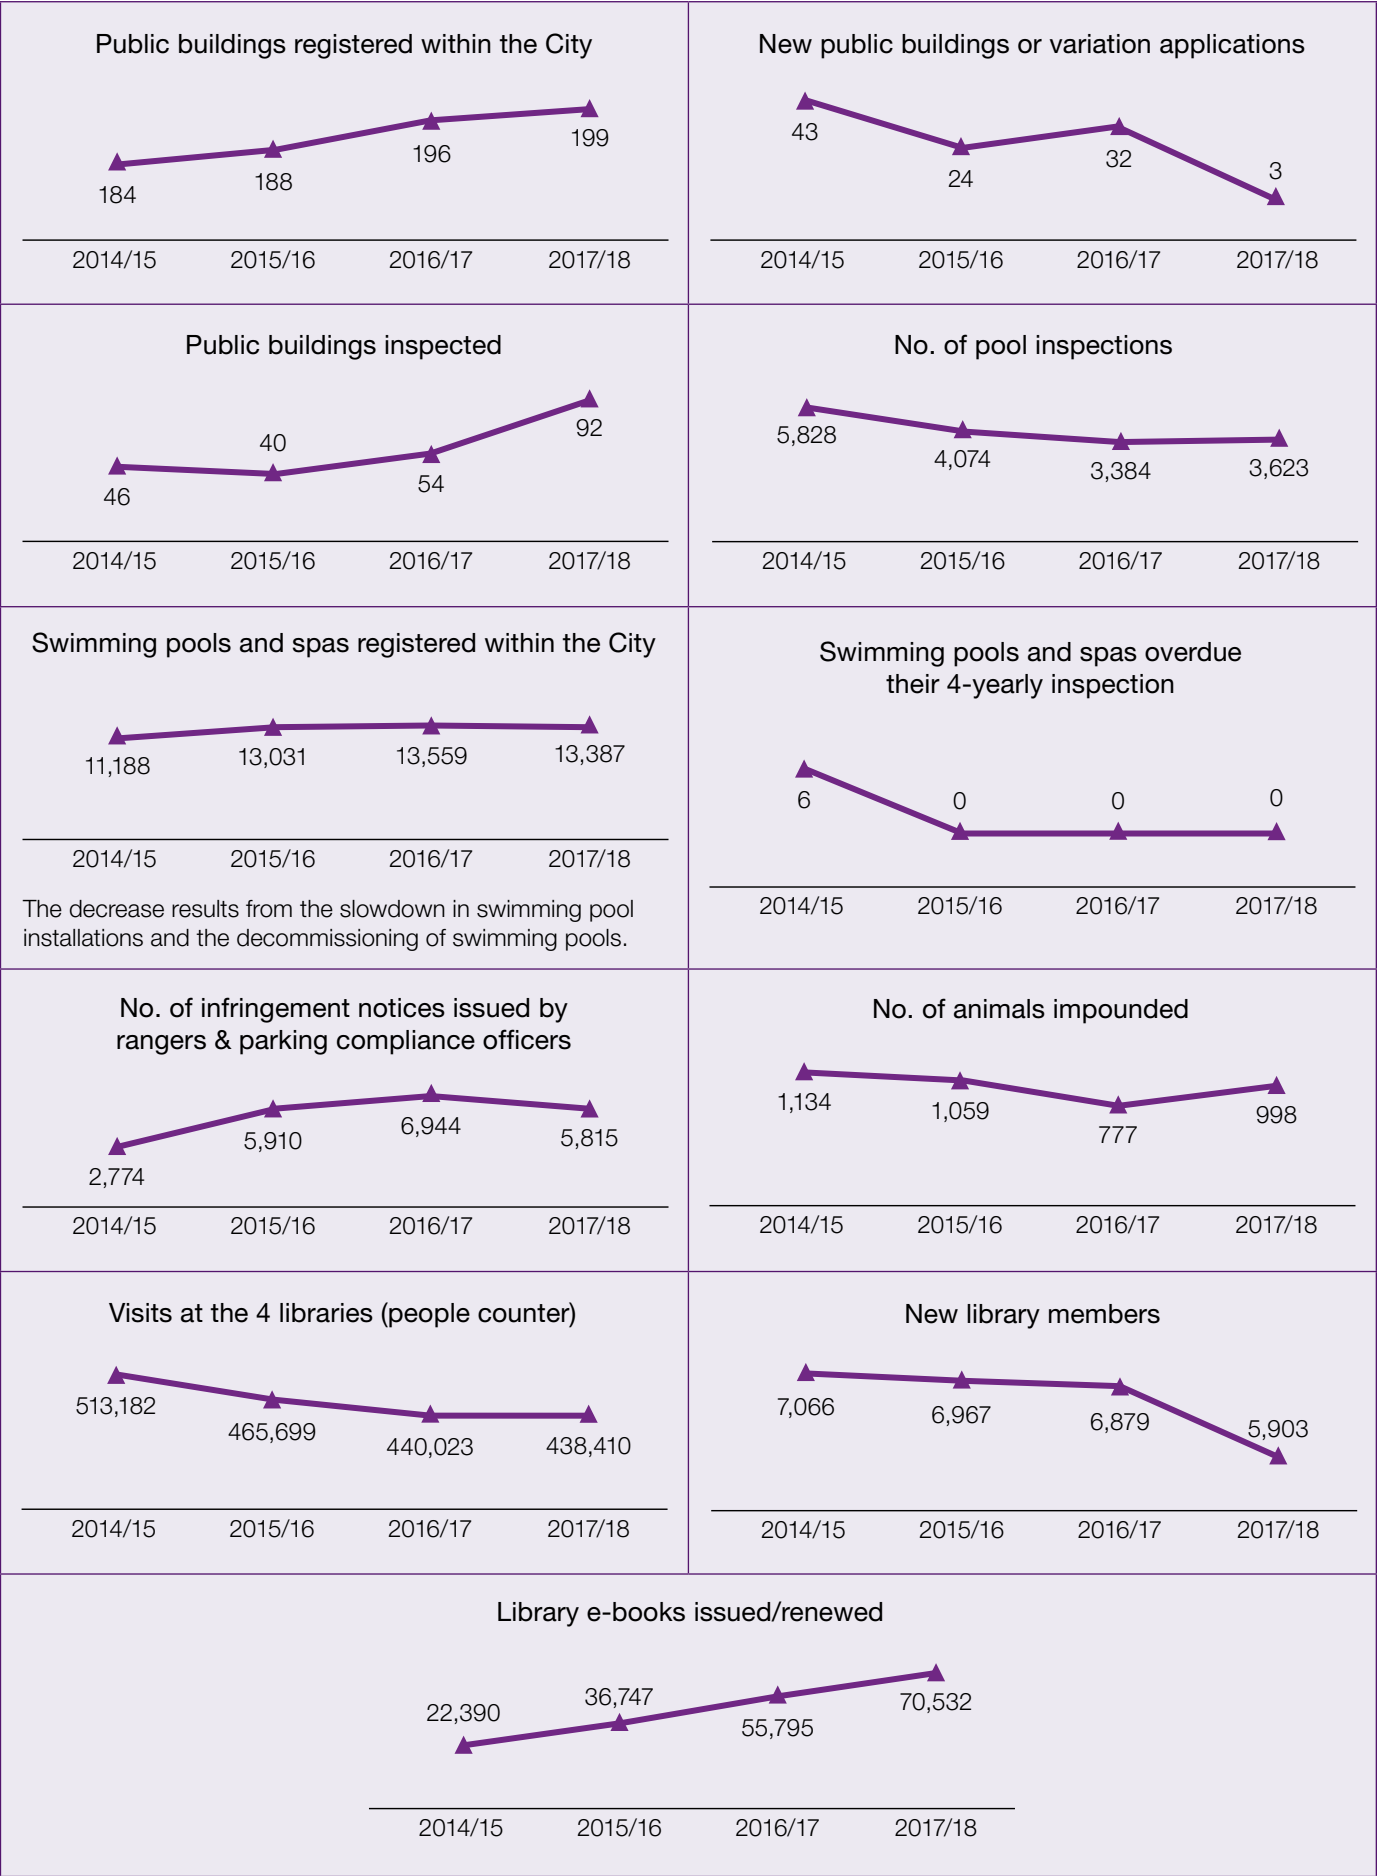 Public buildings registered within the City
184
188
196
199
2014/15 2015/16 2016/17 2017/18
New public buildings or variation applications
43
24
32
3
2014/15 2015/16 2016/17 2017/18
Public buildings inspected
46
40
54
92
2014/15 2015/16 2016/17 2017/18
No. of pool inspections
5,828
4,074
3,384
3,623
2014/15 2015/16 2016/17 2017/18
Swimming pools and spas registered within the City
11,188
13,031
13,559
13,387
2014/15 2015/16 2016/17 2017/18
The decrease results from the slowdown in swimming pool
installations and the decommissioning of swimming pools.
Swimming pools and spas overdue
their 4-yearly inspection
6
0
0
0
2014/15 2015/16 2016/17 2017/18
No. of infringement notices issued by
rangers & parking compliance officers
2,774
5,910
6,944
5,815
2014/15 2015/16 2016/17 2017/18
No. of animals impounded
1,134
1,059
777
998
2014/15 2015/16 2016/17 2017/18
Visits at the 4 libraries (people counter)
513,182
465,699
440,023
438,410
2014/15 2015/16 2016/17 2017/18
New library members
7,066
6,967
6,879
5,903
2014/15 2015/16 2016/17 2017/18
Library e-books issued/renewed
22,390
36,747
55,795
70,532
2014/15 2015/16 2016/17 2017/18